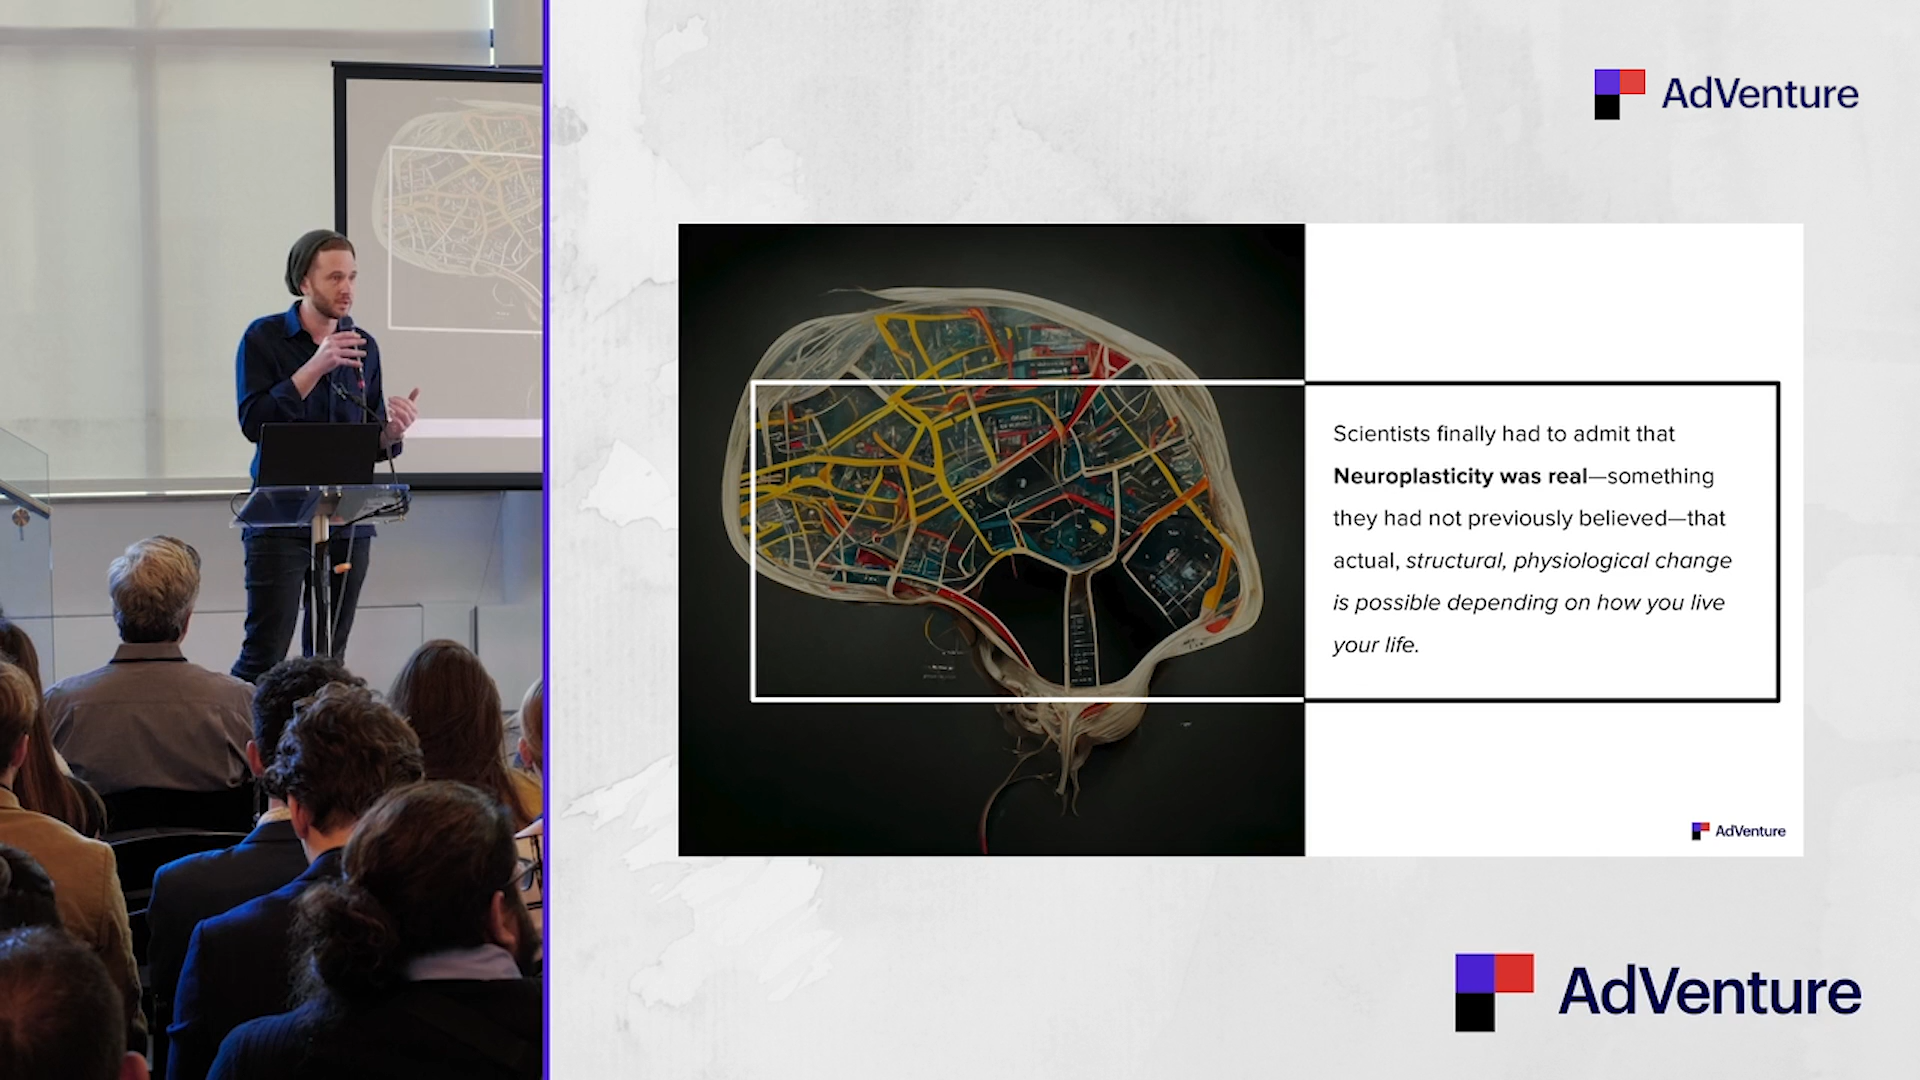 AdVenture
Scientists finally had to admit that
Neuroplasticity was real—something
they had not previously believed—that
actual, structural, physiological change
is possible depending on how you live
your life.
AdVenture
AdVenture